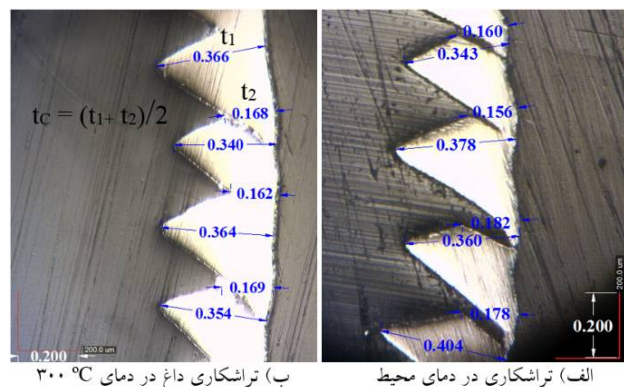 t1
0.366
t2
tC = (t1+ t2)/2
0.168
0.340
0.162
0.364
0.169
0.354
0.200
200.0 um
0.160
0.343
0.156
0.378
0.182
0.360
0.178
0.404
0.200
200.0 um
الف) تراشکاری در دمای محیط
ب) تراشکاری داغ در دمای ۳۰۰ ºC